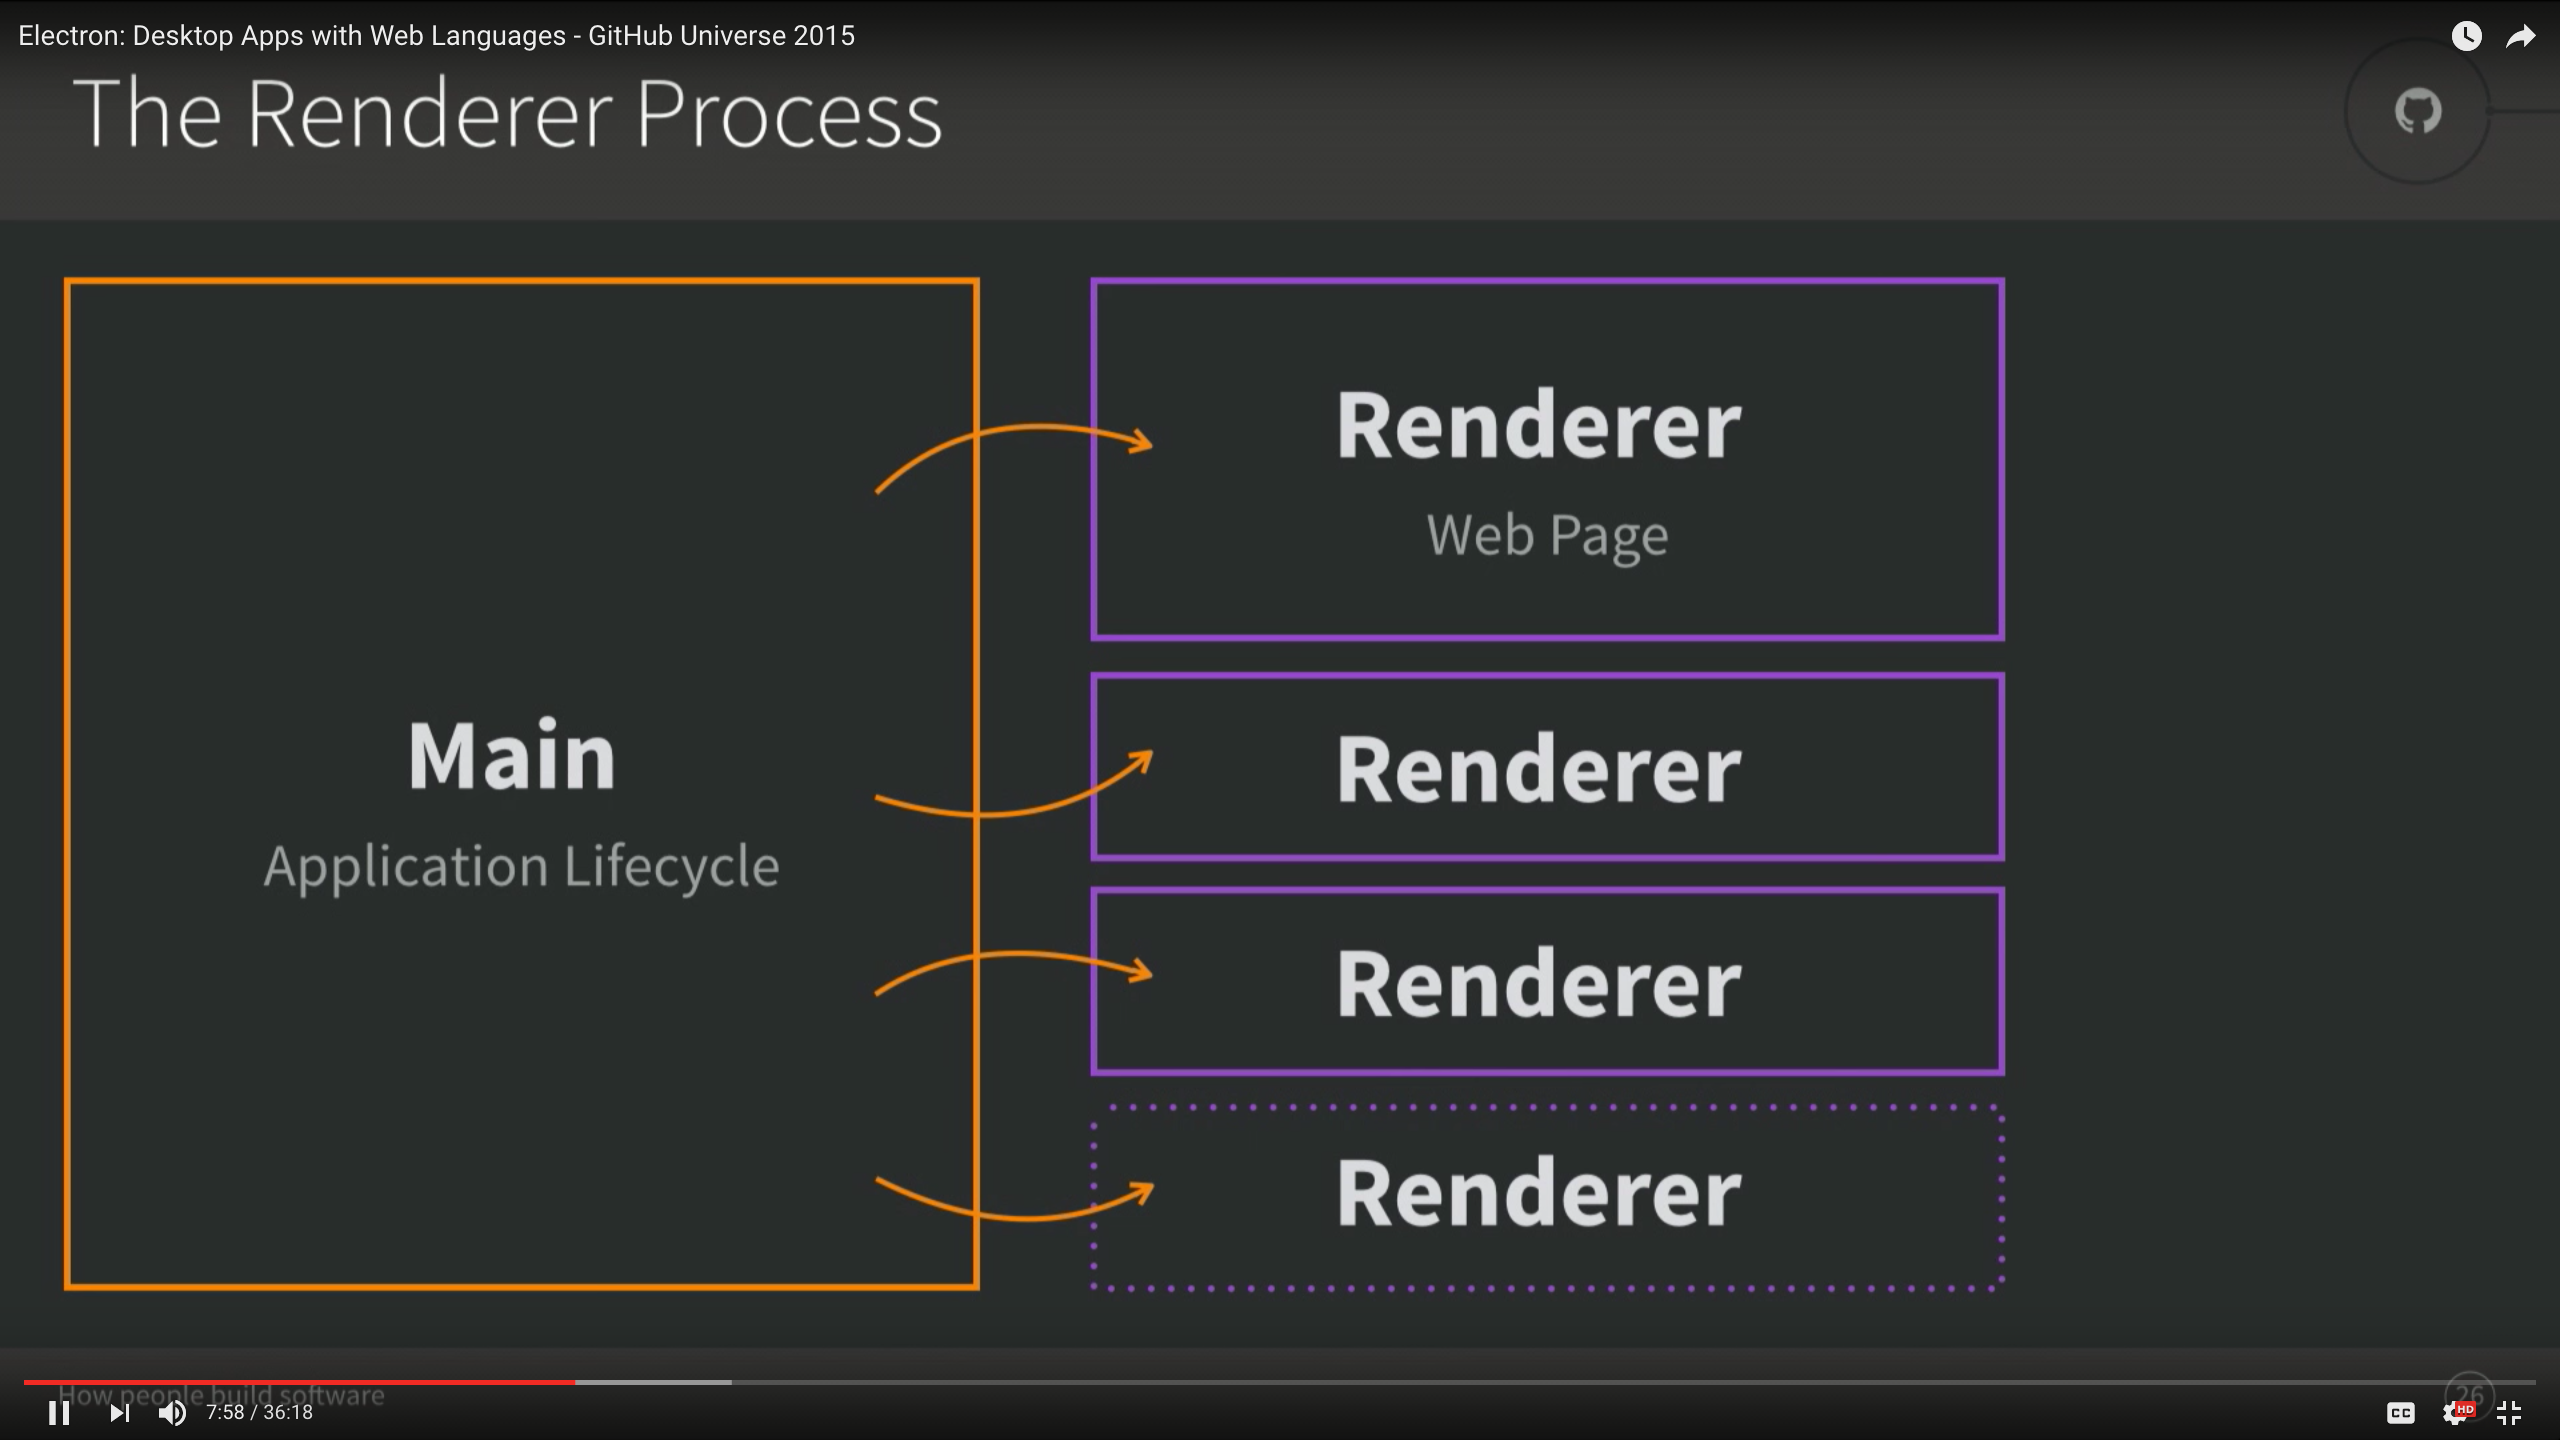 Electron: Desktop Apps with Web Languages - GitHub Universe 2015
The Renderer Process
Renderer
Web Page
Main
Application Lifecycle
Renderer
Renderer
Renderer
How people build software
26
7:58 / 36:18
CC
HD